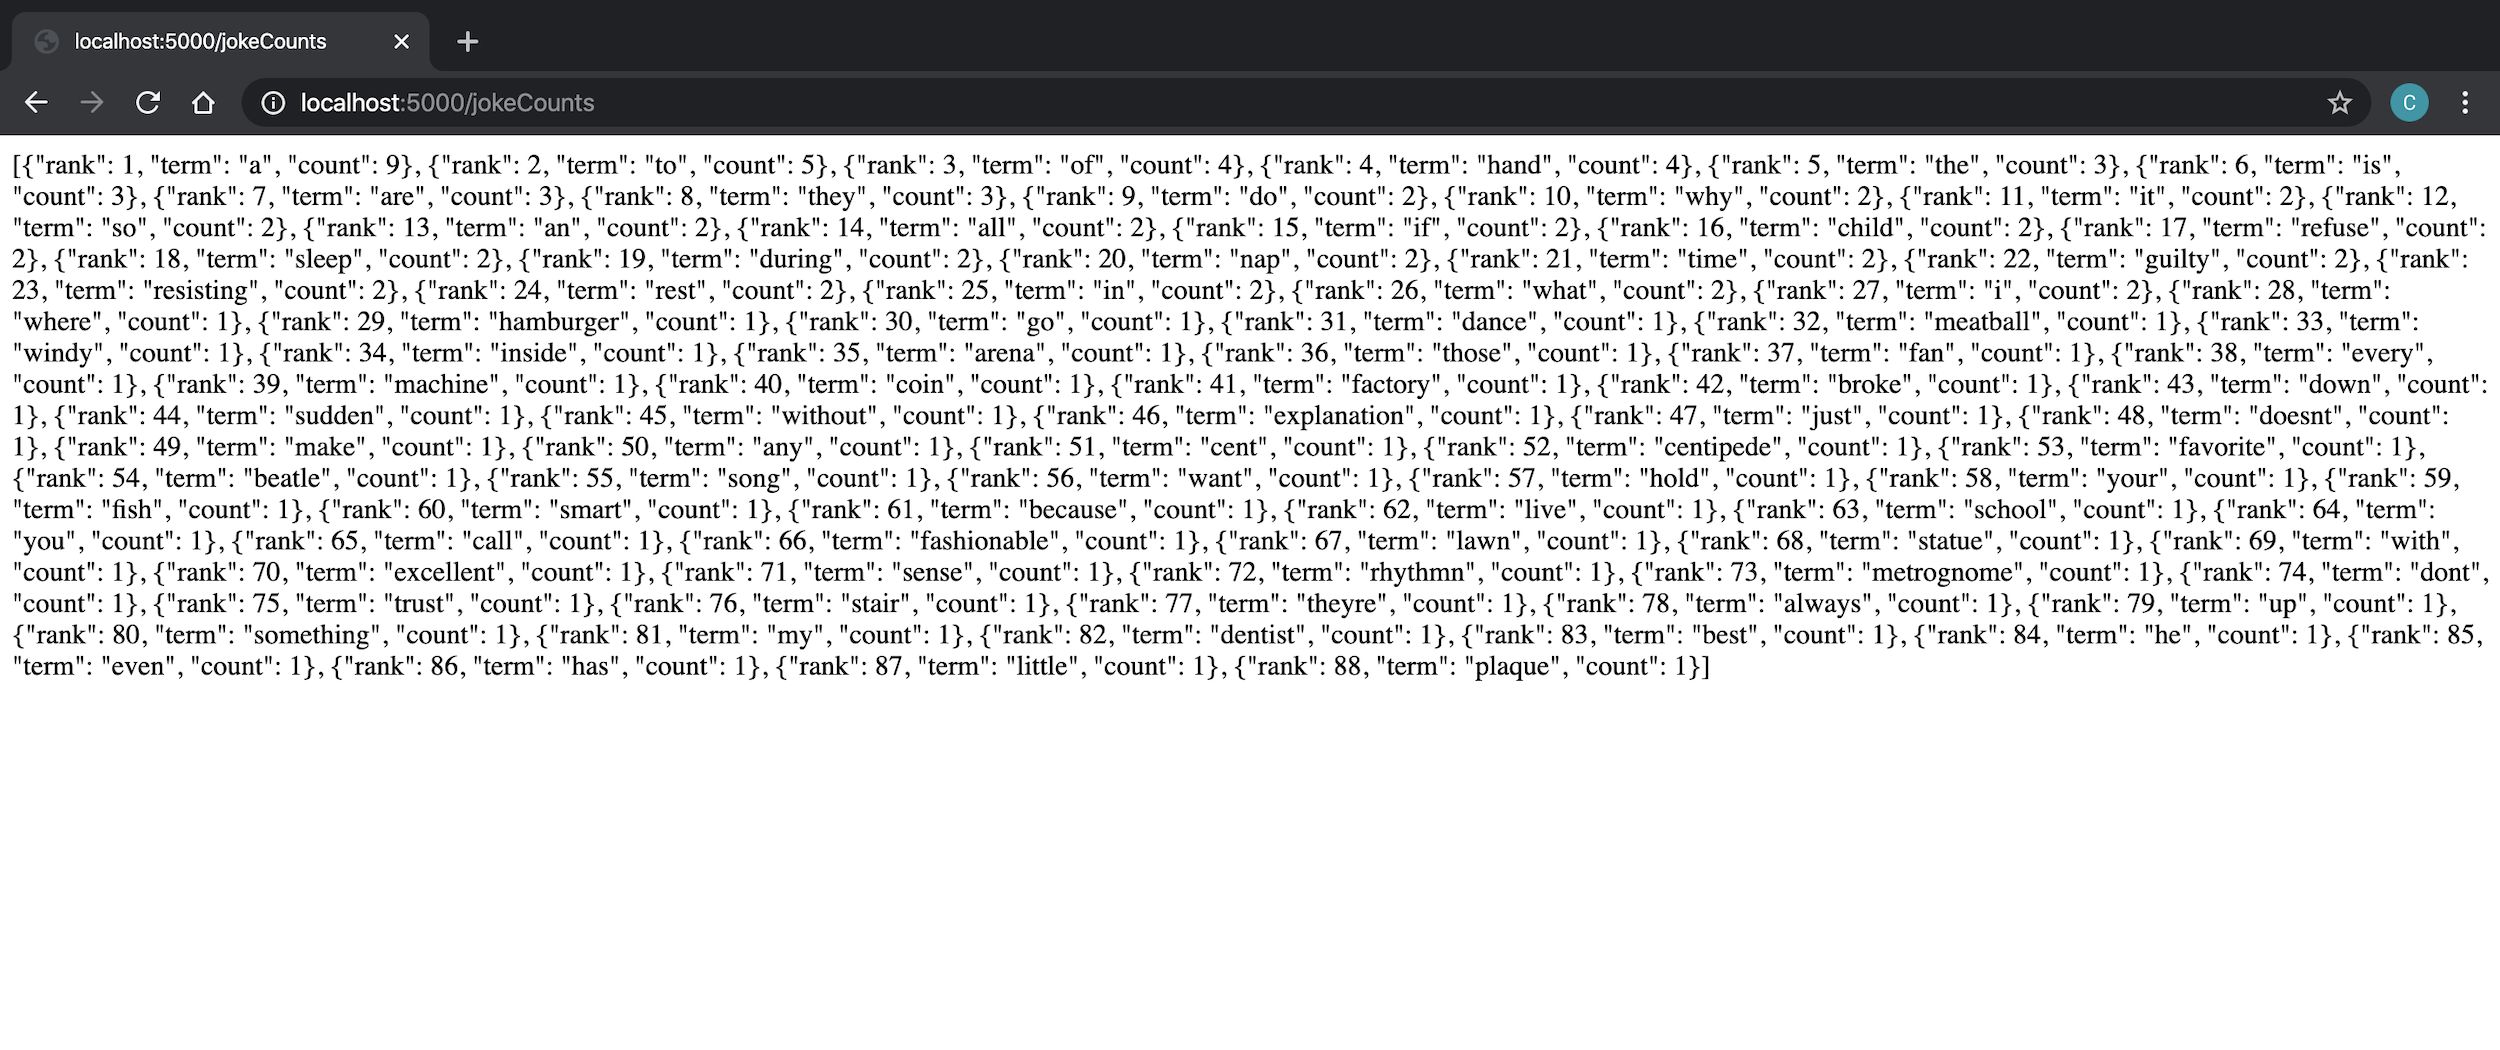 localhost:5000/jokeCounts
localhost:5000/jokeCounts
C
[{"rank": 1, "term": "a", "count": 9}, {"rank": 2, "term": "to", "count": 5}, {"rank": 3, "term": "of", "count": 4}, {"rank": 4, "term": "hand", "count": 4}, {"rank": 5, "term": "the", "count": 3}, {"rank": 6, "term": "is",
"count": 3}, {"rank": 7, "term": "are", "count": 3}, {"rank": 8, "term": "they", "count": 3}, {"rank": 9, "term": "do", "count": 2}, {"rank": 10, "term": "why", "count": 2}, {"rank": 11, "term": "it", "count": 2}, {"rank": 12,
"term": "so", "count": 2}, {"rank": 13, "term": "an", "count": 2}, {"rank": 14, "term": "all", "count": 2}, {"rank": 15, "term": "if", "count": 2}, {"rank": 16, "term": "child", "count": 2}, {"rank": 17, "term": "refuse", "count":
2}, {"rank": 18, "term": "sleep", "count": 2}, {"rank": 19, "term": "during", "count": 2}, {"rank": 20, "term": "nap", "count": 2}, {"rank": 21, "term": "time", "count": 2}, {"rank": 22, "term": "guilty", "count": 2}, {"rank":
23, "term": "resisting", "count": 2}, {"rank": 24, "term": "rest", "count": 2}, {"rank": 25, "term": "in", "count": 2}, {"rank": 26, "term": "what", "count": 2}, {"rank": 27, "term": "i", "count": 2}, {"rank": 28, "term":
"where", "count": 1}, {"rank": 29, "term": "hamburger", "count": 1}, {"rank": 30, "term": "go", "count": 1}, {"rank": 31, "term": "dance", "count": 1}, {"rank": 32, "term": "meatball", "count": 1}, {"rank": 33, "term":
"windy", "count": 1}, {"rank": 34, "term": "inside", "count": 1}, {"rank": 35, "term": "arena", "count": 1}, {"rank": 36, "term": "those", "count": 1}, {"rank": 37, "term": "fan", "count": 1}, {"rank": 38, "term": "every",
"count": 1}, {"rank": 39, "term": "machine", "count": 1}, {"rank": 40, "term": "coin", "count": 1}, {"rank": 41, "term": "factory", "count": 1}, {"rank": 42, "term": "broke", "count": 1}, {"rank": 43, "term": "down", "count":
1}, {"rank": 44, "term": "sudden", "count": 1}, {"rank": 45, "term": "without", "count": 1}, {"rank": 46, "term": "explanation", "count": 1}, {"rank": 47, "term": "just", "count": 1}, {"rank": 48, "term": "doesnt", "count":
1}, {"rank": 49, "term": "make", "count": 1}, {"rank": 50, "term": "any", "count": 1}, {"rank": 51, "term": "cent", "count": 1}, {"rank": 52, "term": "centipede", "count": 1}, {"rank": 53, "term": "favorite", "count": 1},
{"rank": 54, "term": "beatle", "count": 1}, {"rank": 55, "term": "song", "count": 1}, {"rank": 56, "term": "want", "count": 1}, {"rank": 57, "term": "hold", "count": 1}, {"rank": 58, "term": "your", "count": 1}, {"rank": 59,
"term": "fish", "count": 1}, {"rank": 60, "term": "smart", "count": 1}, {"rank": 61, "term": "because", "count": 1}, {"rank": 62, "term": "live", "count": 1}, {"rank": 63, "term": "school", "count": 1}, {"rank": 64, "term":
"you", "count": 1}, {"rank": 65, "term": "call", "count": 1}, {"rank": 66, "term": "fashionable", "count": 1}, {"rank": 67, "term": "lawn", "count": 1}, {"rank": 68, "term": "statue", "count": 1}, {"rank": 69, "term": "with",
"count": 1}, {"rank": 70, "term": "excellent", "count": 1}, {"rank": 71, "term": "sense", "count": 1}, {"rank": 72, "term": "rhythmn", "count": 1}, {"rank": 73, "term": "metrognome", "count": 1}, {"rank": 74, "term": "dont",
"count": 1}, {"rank": 75, "term": "trust", "count": 1}, {"rank": 76, "term": "stair", "count": 1}, {"rank": 77, "term": "theyre", "count": 1}, {"rank": 78, "term": "always", "count": 1}, {"rank": 79, "term": "up", "count": 1},
{"rank": 80, "term": "something", "count": 1}, {"rank": 81, "term": "my", "count": 1}, {"rank": 82, "term": "dentist", "count": 1}, {"rank": 83, "term": "best", "count": 1}, {"rank": 84, "term": "he", "count": 1}, {"rank": 85,
"term": "even", "count": 1}, {"rank": 86, "term": "has", "count": 1}, {"rank": 87, "term": "little", "count": 1}, {"rank": 88, "term": "plaque", "count": 1}]